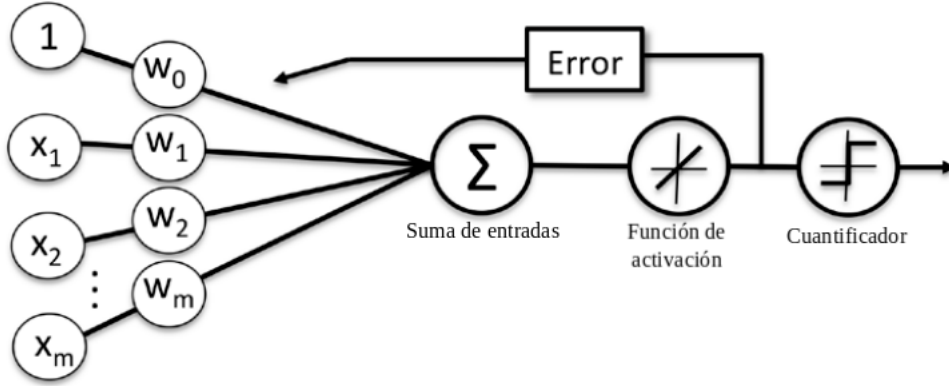 1
w₀
Error
x₁
w₁
Σ
x₂
w₂
Suma de entradas
Función de
activación
Cuantificador
⋮
wₘ
xₘ